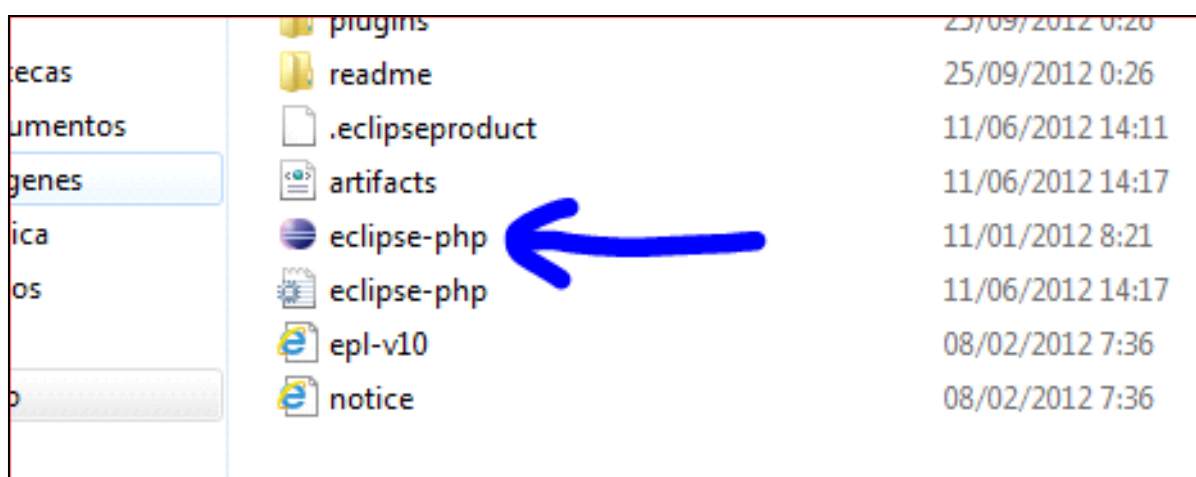 plugins 25/09/2012 0:26
tecas readme 25/09/2012 0:26
umentos .eclipseproduct 11/06/2012 14:11
genes artifacts 11/06/2012 14:17
ica eclipse-php 11/01/2012 8:21
os eclipse-php 11/06/2012 14:17
epl-v10 08/02/2012 7:36
notice 08/02/2012 7:36